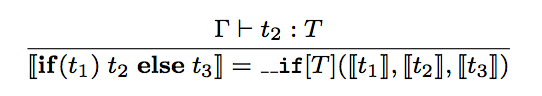 Γ ⊢ t₂ : T
⟦if(t₁) t₂ else t₃⟧ = __if[T](⟦t₁⟧, ⟦t₂⟧, ⟦t₃⟧)